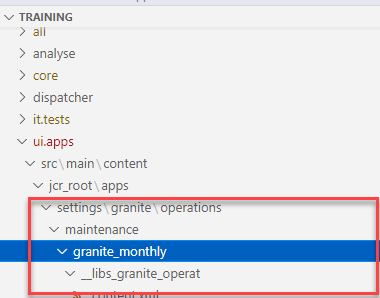 TRAINING
all
analyse
core
dispatcher
it.tests
ui.apps
src\main\content
jcr_root\apps
settings\granite\operations
maintenance
granite_monthly
__libs_granite_operat